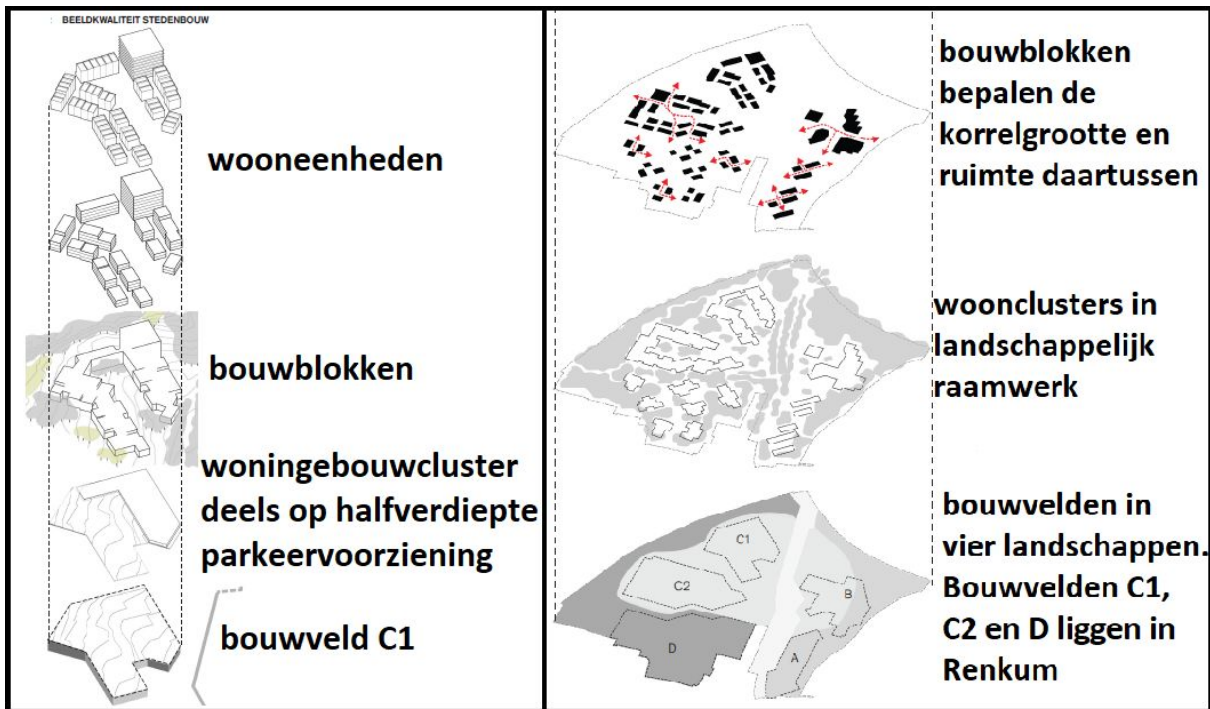 : BEELDKWALITEIT STEDENBOUW
wooneenheden
bouwblokken
woningebouwcluster
deels op halfverdiepte
parkeervoorziening
bouwveld C1
bouwblokken
bepalen de
korrelgrootte en
ruimte daartussen
woonclusters in
landschappelijk
raamwerk
bouwvelden in
vier landschappen.
Bouwvelden C1,
C2 en D liggen in
Renkum
C1
C2
B
D
A